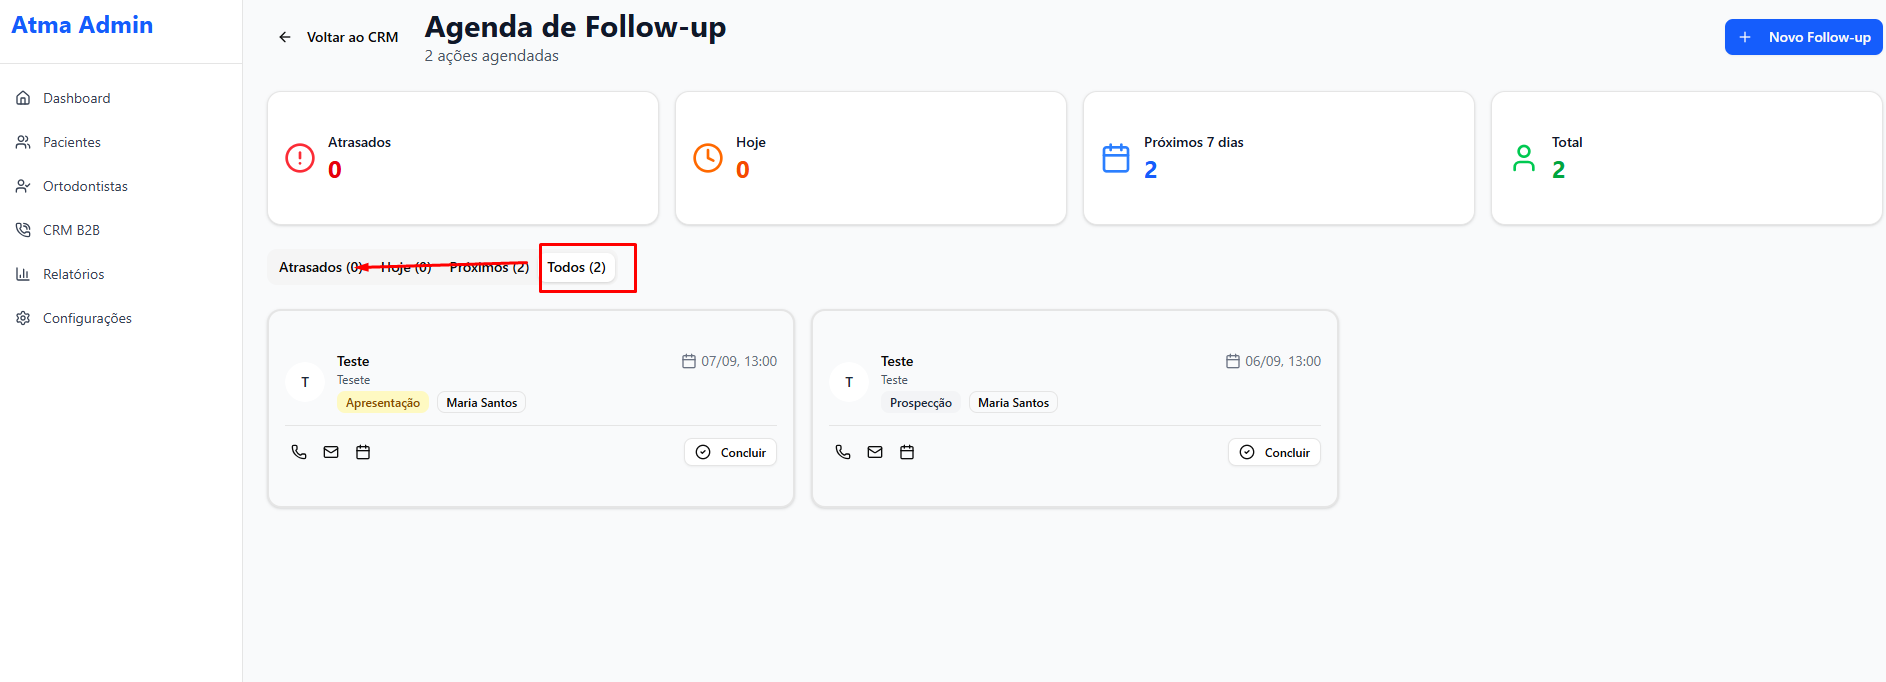 Atma Admin
Dashboard
Pacientes
Ortodontistas
CRM B2B
Relatórios
Configurações
Voltar ao CRM
Agenda de Follow-up
2 ações agendadas
Novo Follow-up
Atrasados
0
Hoje
0
Próximos 7 dias
2
Total
2
Atrasados (0) Hoje (0) Próximos (2) Todos (2)
T
Teste
07/09, 13:00
Tesete
Apresentação Maria Santos
Concluir
T
Teste
06/09, 13:00
Teste
Prospecção Maria Santos
Concluir